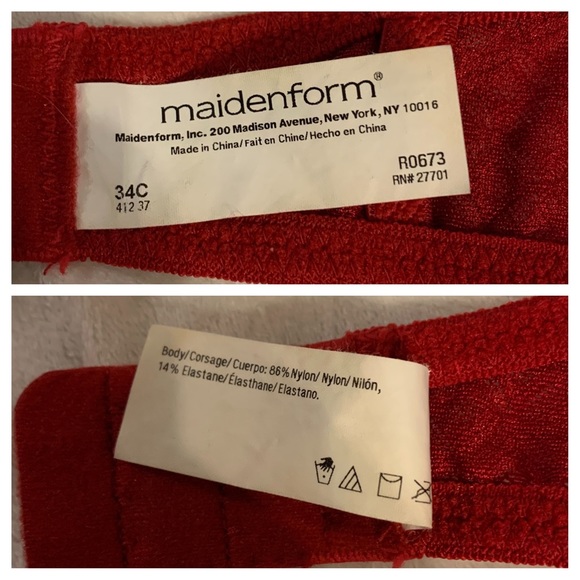 maidenform®
Maidenform, Inc. 200 Madison Avenue, New York, NY 10016
Made in China/Fait en Chine/Hecho en China
34C
412 37
R0673
RN# 27701
Body/Corsage/Cuerpo: 86% Nylon/Nylon/Nilón,
14% Elastane/Élasthane/Elastano.